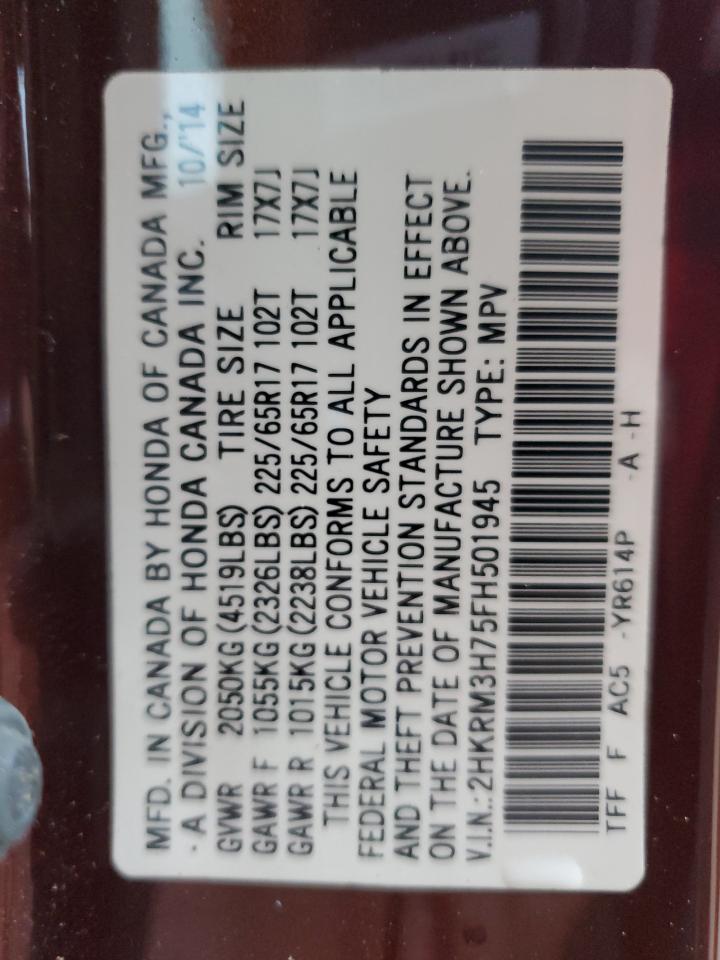 MFD. IN CANADA BY HONDA OF CANADA MFG.,
- A DIVISION OF HONDA CANADA INC. 10/'14
GVWR 2050KG(4519LBS) TIRE SIZE RIM SIZE
GAWR F 1055KG(2326LBS) 225/65R17 102T 17X7J
GAWR R 1015KG(2238LBS) 225/65R17 102T 17X7J
THIS VEHICLE CONFORMS TO ALL APPLICABLE
FEDERAL MOTOR VEHICLE SAFETY
AND THEFT PREVENTION STANDARDS IN EFFECT
ON THE DATE OF MANUFACTURE SHOWN ABOVE.
V.I.N.:2HKRM3H75FH501945 TYPE: MPV
TFF F AC5 -YR614P -A -H